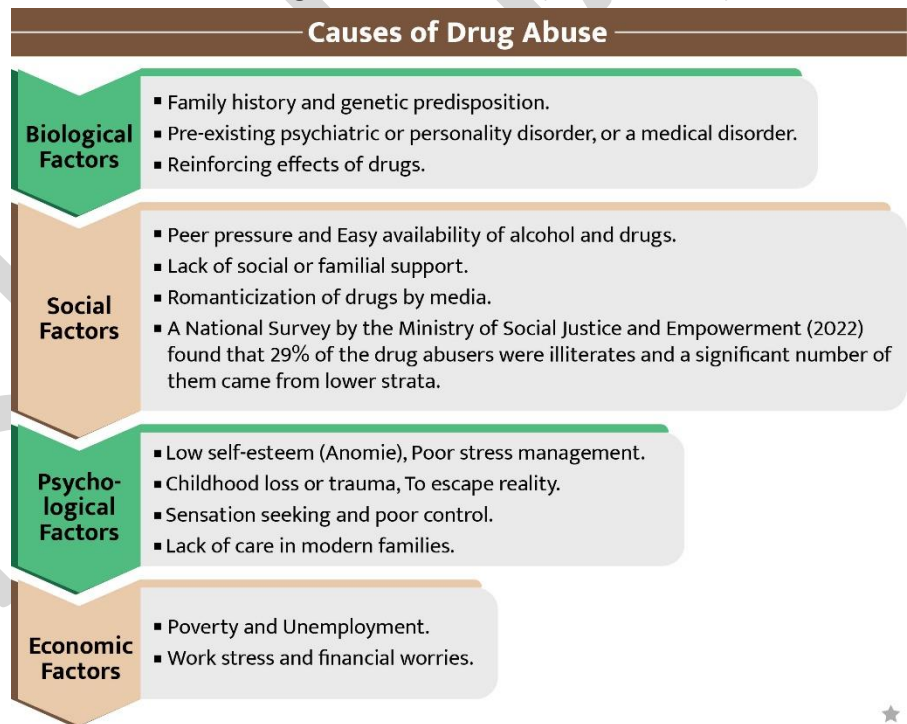 Causes of Drug Abuse
Biological
Factors
▪ Family history and genetic predisposition.
▪ Pre-existing psychiatric or personality disorder, or a medical disorder.
▪ Reinforcing effects of drugs.
Social
Factors
▪ Peer pressure and Easy availability of alcohol and drugs.
▪ Lack of social or familial support.
▪ Romanticization of drugs by media.
▪ A National Survey by the Ministry of Social Justice and Empowerment (2022)
found that 29% of the drug abusers were illiterates and a significant number of
them came from lower strata.
Psycho-
logical
Factors
▪ Low self-esteem (Anomie), Poor stress management.
▪ Childhood loss or trauma, To escape reality.
▪ Sensation seeking and poor control.
▪ Lack of care in modern families.
Economic
Factors
▪ Poverty and Unemployment.
▪ Work stress and financial worries.